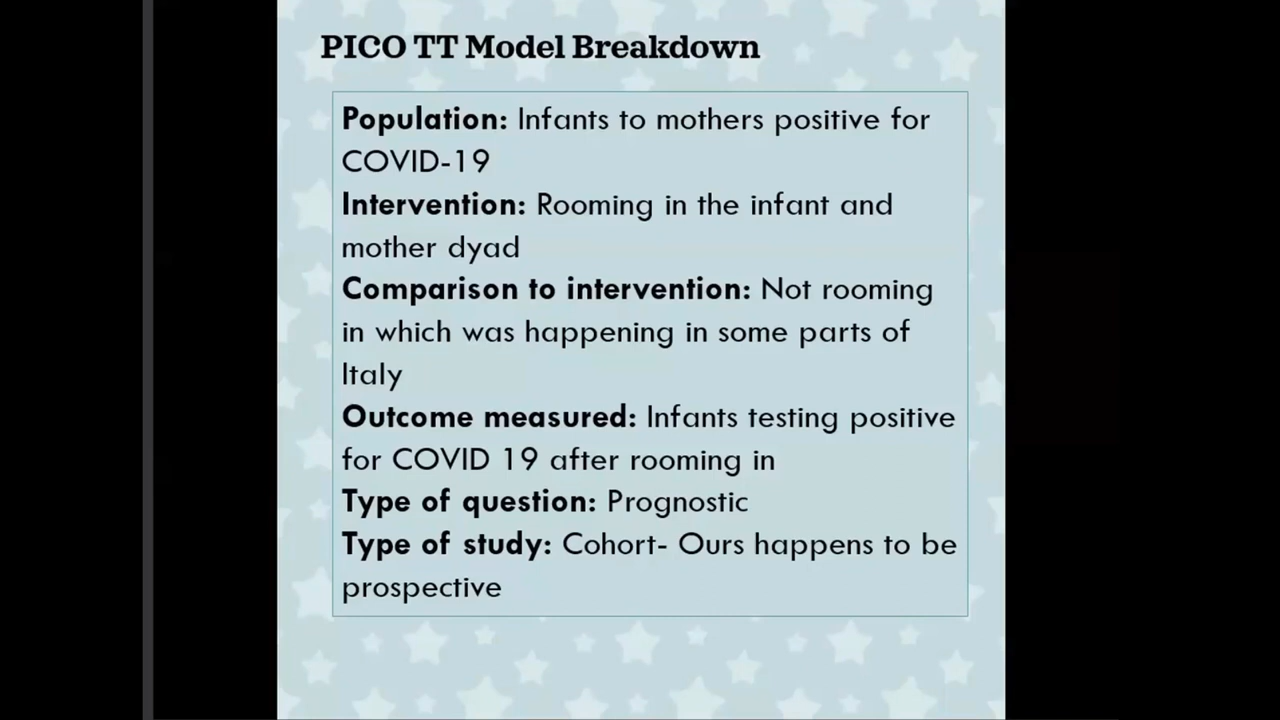 PICO TT Model Breakdown
Population: Infants to mothers positive for
COVID-19
Intervention: Rooming in the infant and
mother dyad
Comparison to intervention: Not rooming
in which was happening in some parts of
Italy
Outcome measured: Infants testing positive
for COVID 19 after rooming in
Type of question: Prognostic
Type of study: Cohort- Ours happens to be
prospective